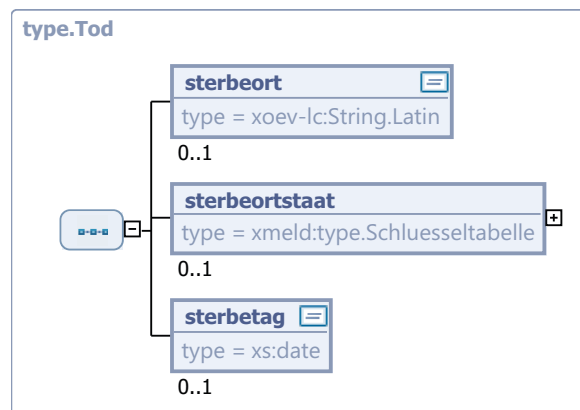 type.Tod
sterbeort
type = xoev-lc:String.Latin
0..1
sterbeortstaat
type = xmeld:type.Schluesseltabelle
0..1
sterbetag
type = xs:date
0..1